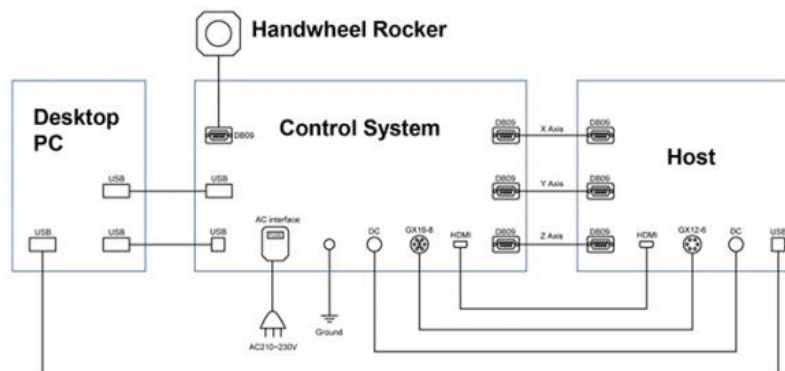 Handwheel Rocker
Desktop
PC
Control System
Host
DB09
DB09
X Axis
DB09
USB
USB
DB09
Y Axis
DB09
USB
USB
USB
AC interface
DC
GX16-8
HDMI
DB09
Z Axis
DB09
HDMI
GX12-6
DC
USB
Ground
AC210~230V